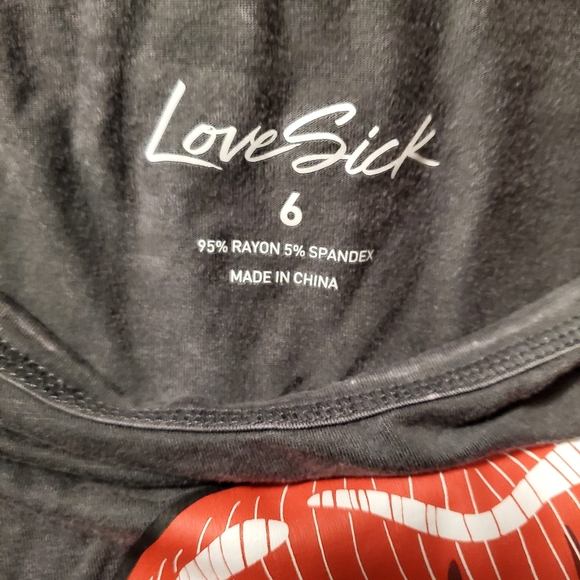 LoveSick
6
95% RAYON 5% SPANDEX
MADE IN CHINA